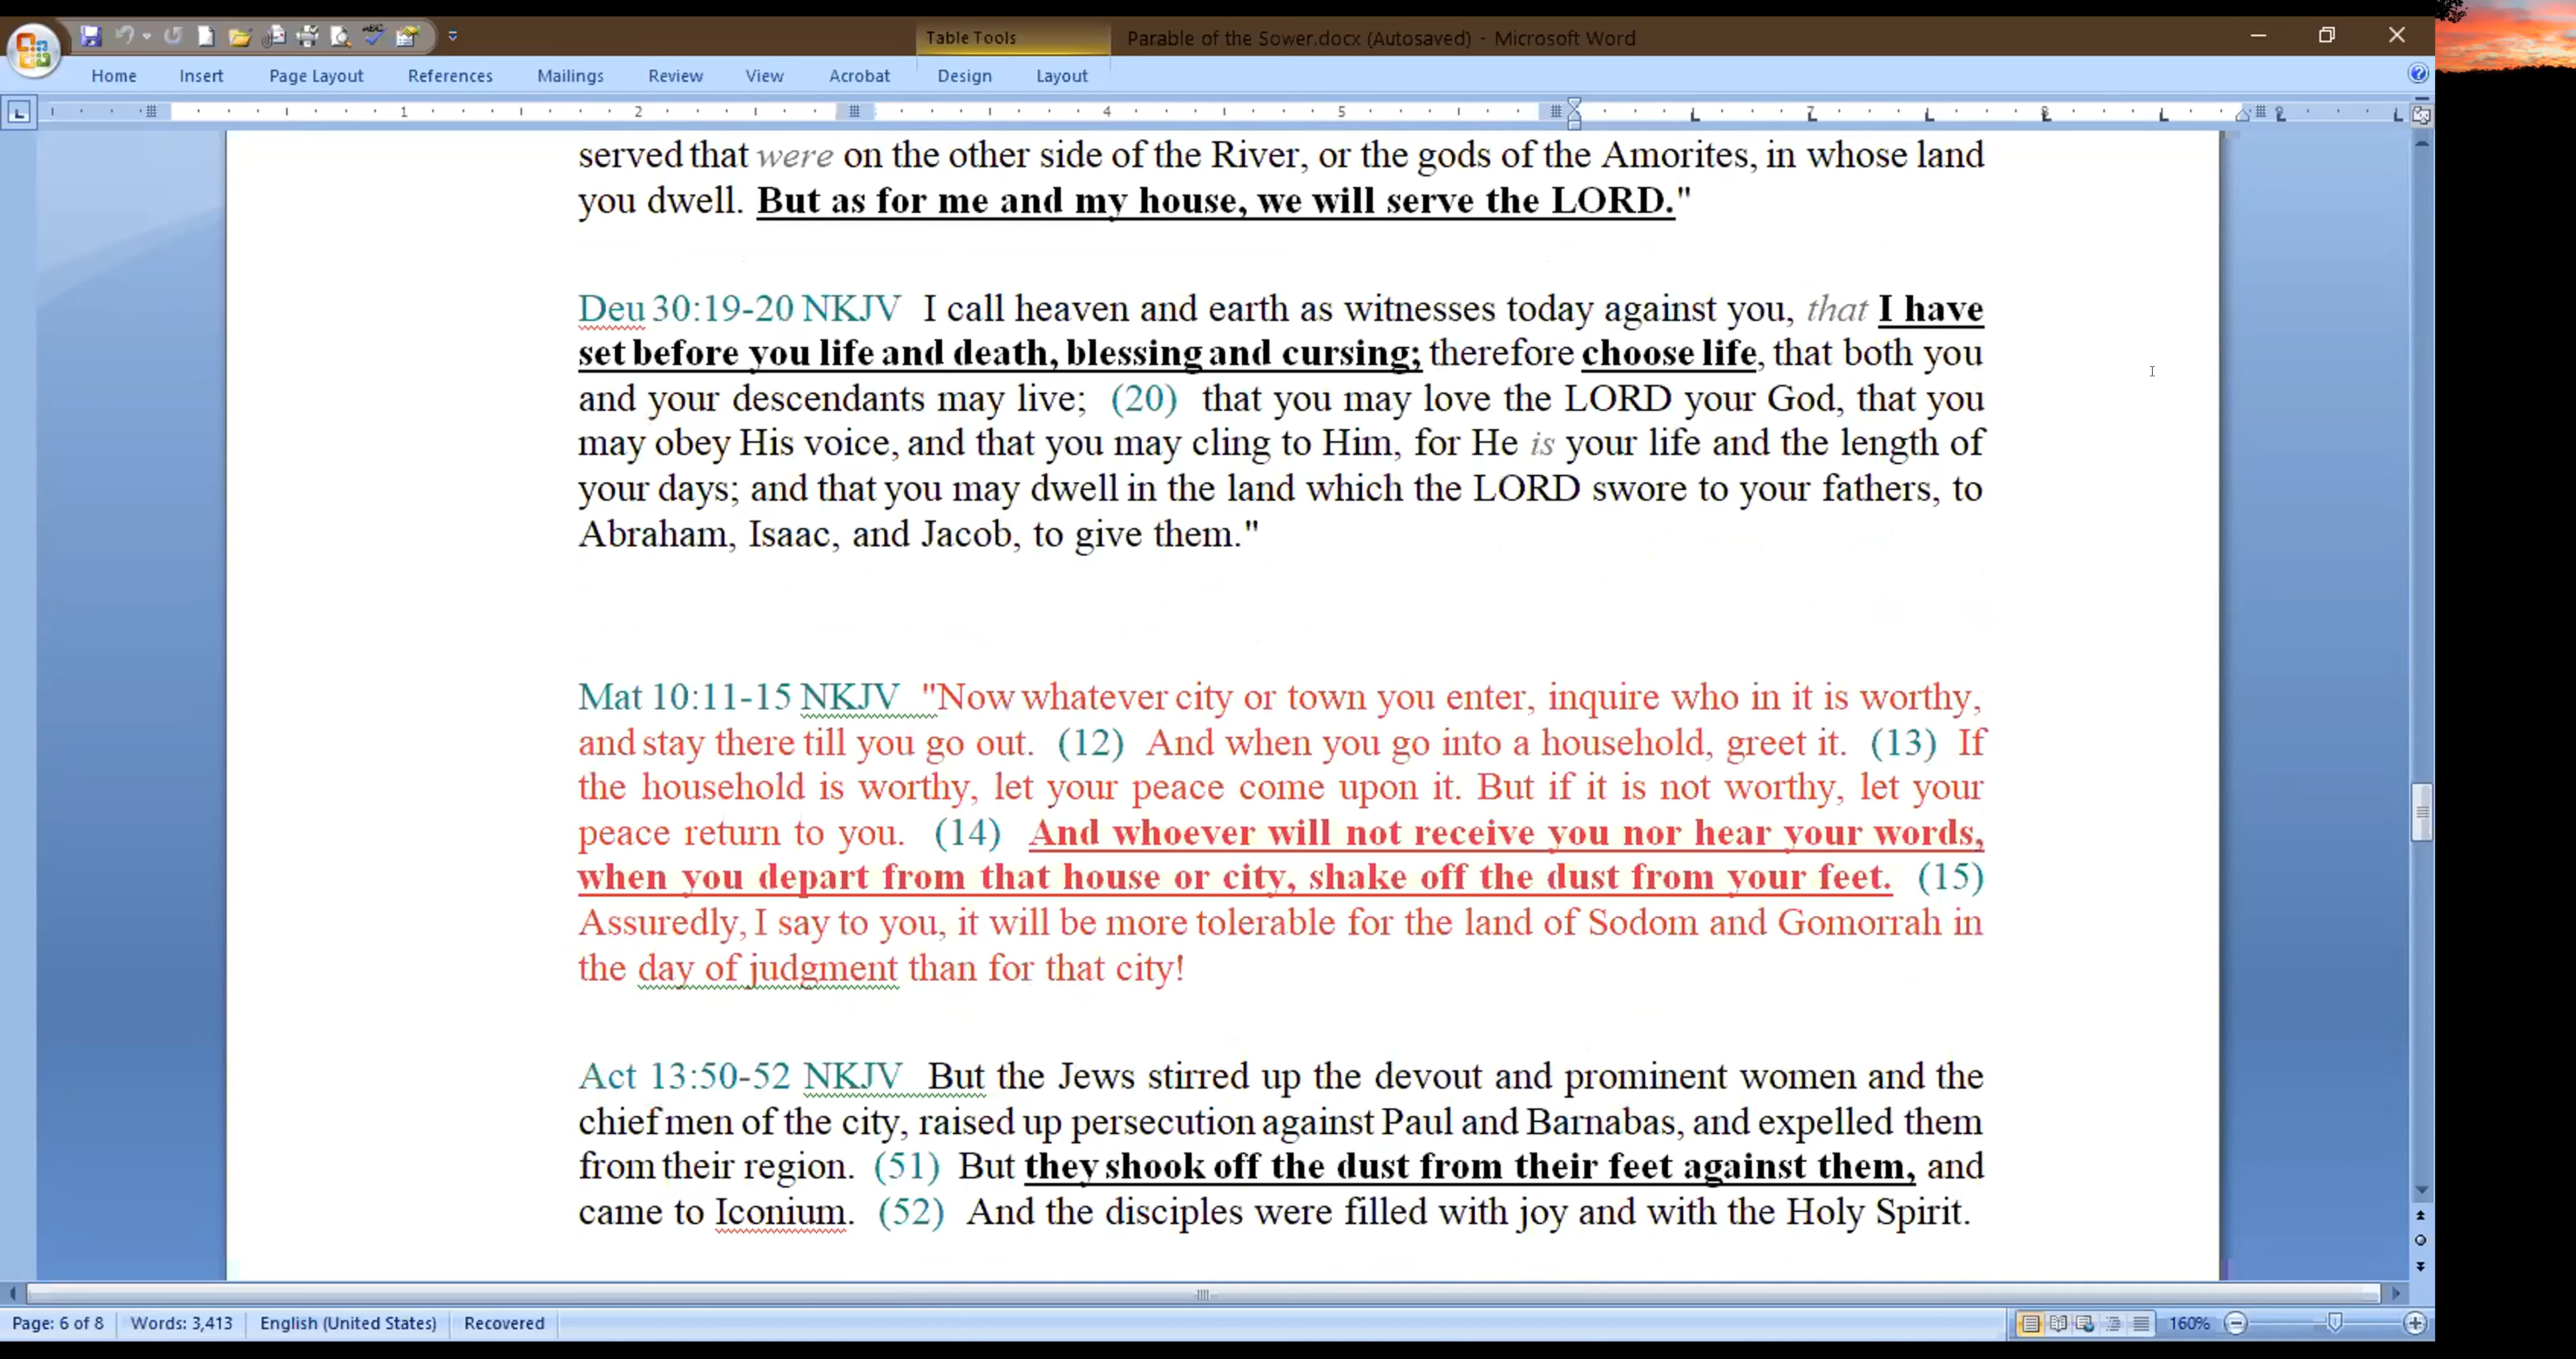 Table Tools
Parable of the Sower.docx (Autosaved) - Microsoft Word
Home Insert Page Layout References Mailings Review View Acrobat Design Layout
1 2 4 5 7 8 9
served that were on the other side of the River, or the gods of the Amorites, in whose land
you dwell. But as for me and my house, we will serve the LORD."
Deu 30:19-20 NKJV I call heaven and earth as witnesses today against you, that I have
set before you life and death, blessing and cursing; therefore choose life, that both you
and your descendants may live; (20) that you may love the LORD your God, that you
may obey His voice, and that you may cling to Him, for He is your life and the length of
your days; and that you may dwell in the land which the LORD swore to your fathers, to
Abraham, Isaac, and Jacob, to give them."
Mat 10:11-15 NKJV "Now whatever city or town you enter, inquire who in it is worthy,
and stay there till you go out. (12) And when you go into a household, greet it. (13) If
the household is worthy, let your peace come upon it. But if it is not worthy, let your
peace return to you. (14) And whoever will not receive you nor hear your words,
when you depart from that house or city, shake off the dust from your feet. (15)
Assuredly, I say to you, it will be more tolerable for the land of Sodom and Gomorrah in
the day of judgment than for that city!
Act 13:50-52 NKJV But the Jews stirred up the devout and prominent women and the
chief men of the city, raised up persecution against Paul and Barnabas, and expelled them
from their region. (51) But they shook off the dust from their feet against them, and
came to Iconium. (52) And the disciples were filled with joy and with the Holy Spirit.
Page: 6 of 8 Words: 3,413 English (United States) Recovered 160%